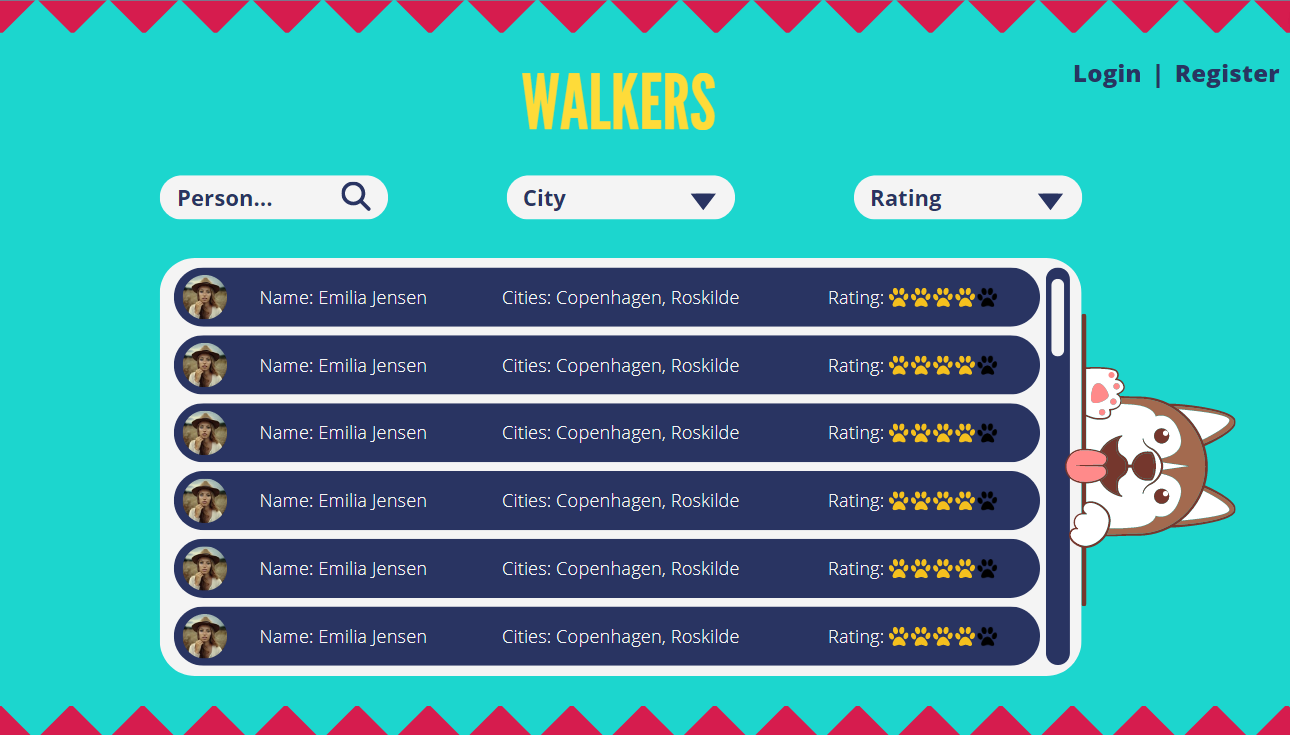 Login | Register
WALKERS
Person... City Rating
Name: Emilia Jensen Cities: Copenhagen, Roskilde Rating:
Name: Emilia Jensen Cities: Copenhagen, Roskilde Rating:
Name: Emilia Jensen Cities: Copenhagen, Roskilde Rating:
Name: Emilia Jensen Cities: Copenhagen, Roskilde Rating:
Name: Emilia Jensen Cities: Copenhagen, Roskilde Rating:
Name: Emilia Jensen Cities: Copenhagen, Roskilde Rating: